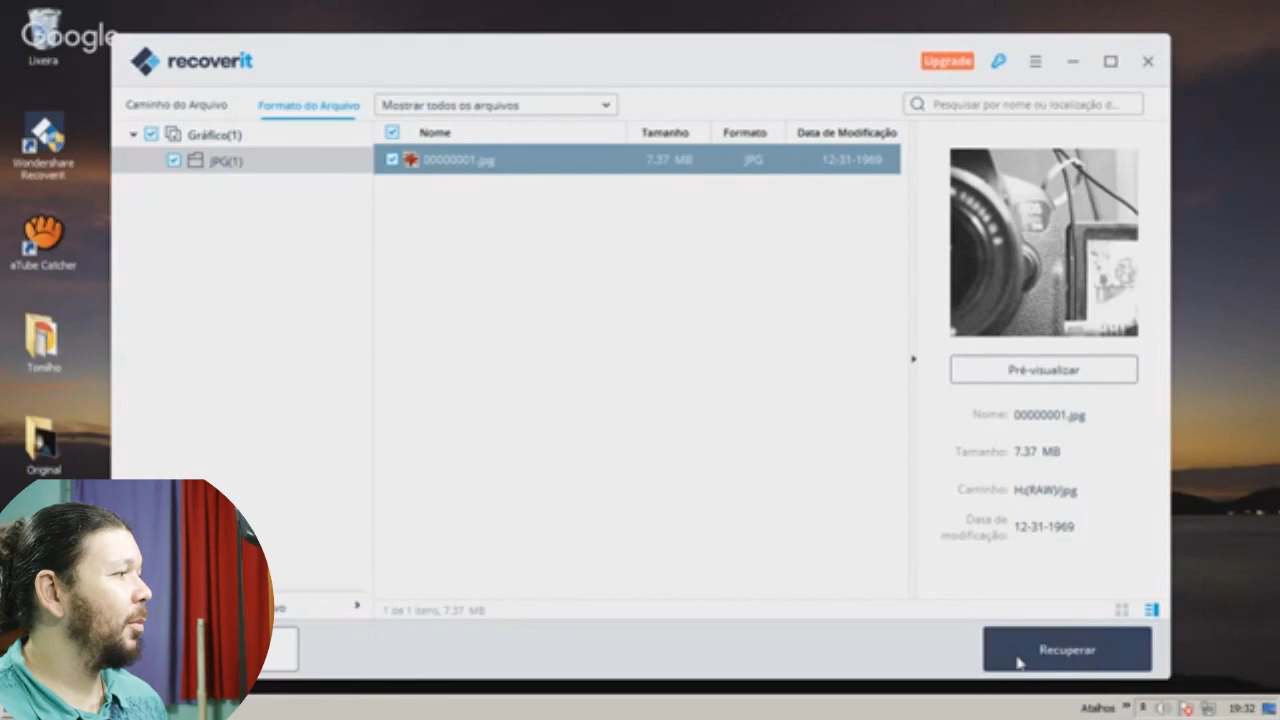 Google
Lixeira
recoverit
Upgrade
Caminho do Arquivo
Formato do Arquivo
Mostrar todos os arquivos
Pesquisar por nome ou localização d...
Gráfico(1)
JPG(1)
Nome
Tamanho
Formato
Data de Modificação
00000001.jpg
7.37 MB
JPG
12-31-1969
Wondershare
Recoverit
aTube Catcher
Tomilho
Original
Pré-visualizar
Nome: 00000001.jpg
Tamanho: 7.37 MB
Caminho: H:(RAW)/jpg
Data de
modificação: 12-31-1969
vo
1 de 1 itens, 7.37 MB
Recuperar
Atalhos
19:32